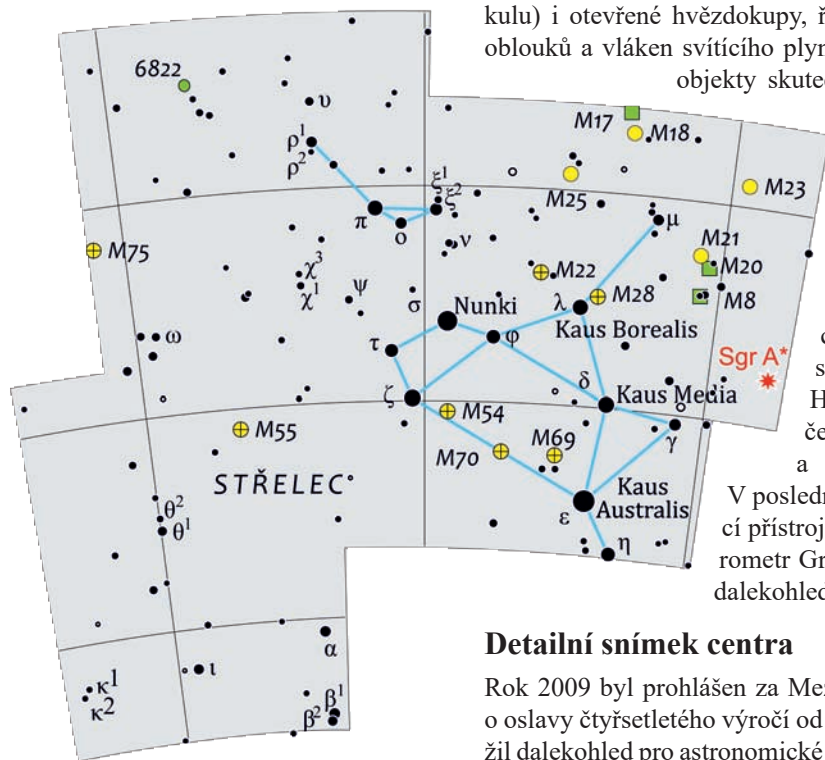 kulu) i otevřené hvězdokupy, ř
oblouků a vláken svítícího plyn
objekty skuteč
6822
υ
ρ¹
ρ²
M17
M18
M25
M23
ξ¹
ξ²
π
ο
ν
μ
M75
χ³
χ¹
ψ
σ
M22
M28
M21
M20
M8
Nunki
λ
Kaus Borealis
ω
τ
φ
ζ
δ
Kaus Media
Sgr A*
M54
M55
M70
M69
γ
STŘELEC
Kaus
Australis
ε
η
θ²
θ¹
α
ι
κ¹
κ²
β¹
β²
če
a
V posledn
cí přístroj
rometr Gr
dalekohled
Detailní snímek centra
Rok 2009 byl prohlášen za Mez
o oslavy čtyřsetletého výročí od
žil dalekohled pro astronomické